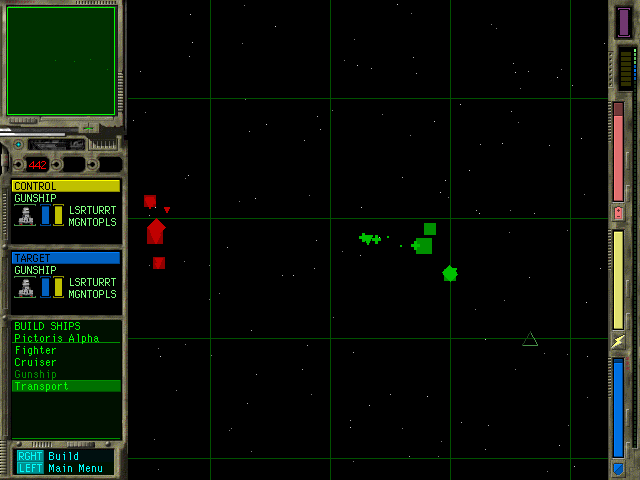 442
CONTROL
GUNSHIP
LSRTURRT
MGNTOPLS
TARGET
GUNSHIP
LSRTURRT
MGNTOPLS
BUILD SHIPS
Pictoris Alpha
Fighter
Cruiser
Gunship
Transport
RGHT Build
LEFT Main Menu